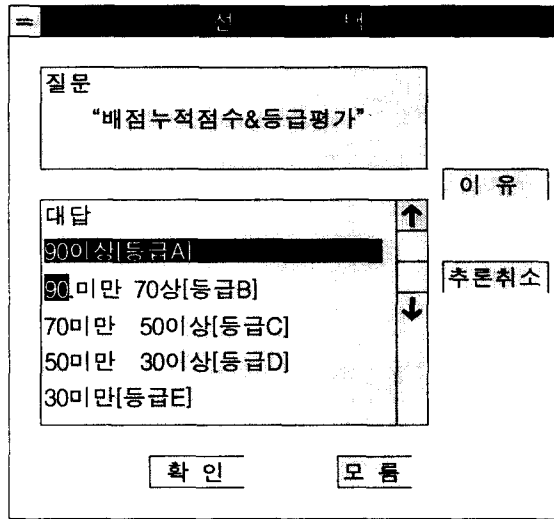 선 택
질문
“배점누적점수&등급평가”
이 유
대답
90이상[등급A]
90.미만 70상[등급B]
추론취소
70미만 50이상[등급C]
50미만 30이상[등급D]
30미만[등급E]
확 인
모 름